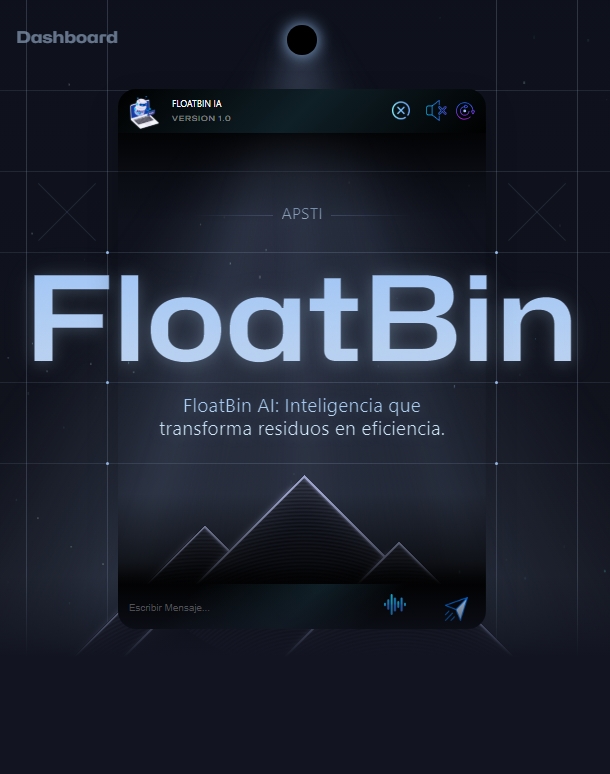 Dashboard
FLOATBIN IA
VERSION 1.0
APSTI
FloatBin
FloatBin AI: Inteligencia que
transforma residuos en eficiencia.
Escribir Mensaje...